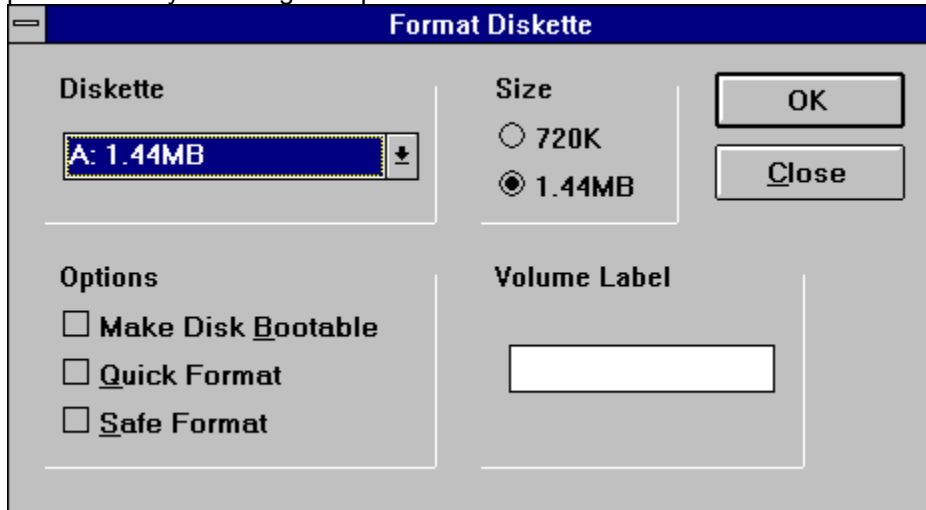 Format Diskette
Diskette
A: 1.44MB
Size
720K
1.44MB
OK
Close
Options
Make Disk Bootable
Quick Format
Safe Format
Volume Label